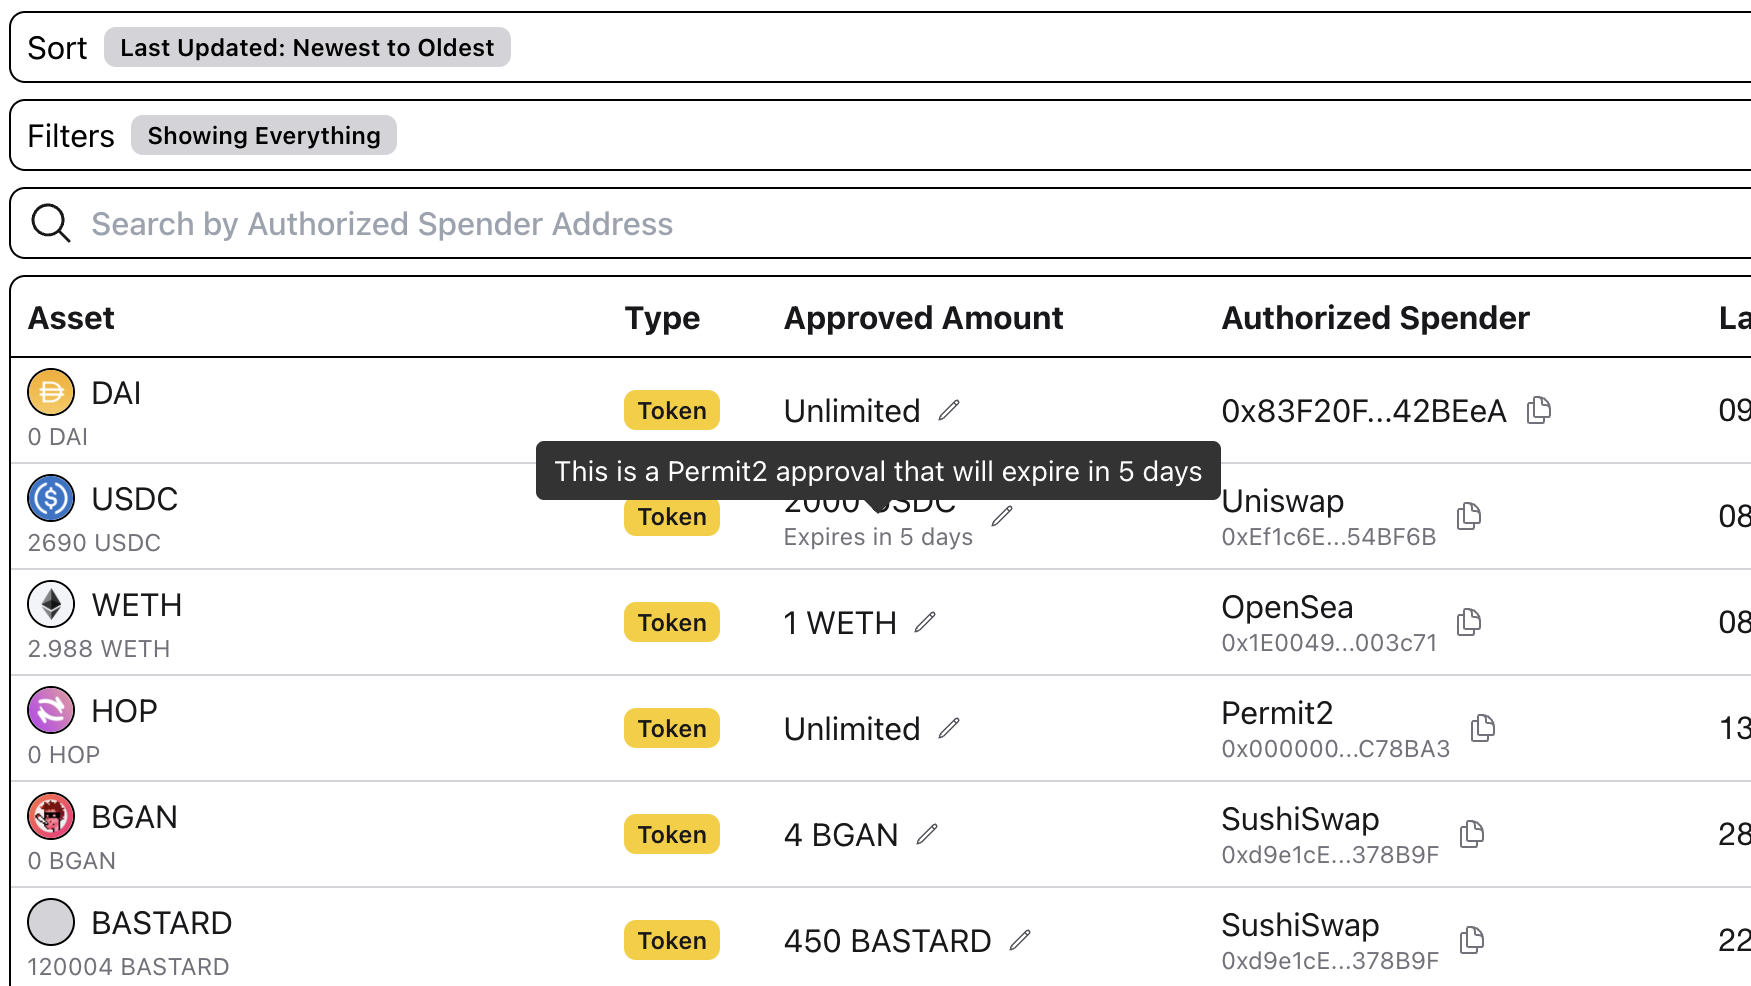 Sort Last Updated: Newest to Oldest
Filters Showing Everything
Search by Authorized Spender Address
Asset Type Approved Amount Authorized Spender La
DAI
0 DAI
Token Unlimited 0x83F20F...42BEeA 09
This is a Permit2 approval that will expire in 5 days
USDC
2690 USDC
Token 2000 USDC
Expires in 5 days
Uniswap
0xEf1c6E...54BF6B
08
WETH
2.988 WETH
Token 1 WETH
OpenSea
0x1E0049...003c71
08
HOP
0 HOP
Token Unlimited
Permit2
0x000000...C78BA3
13
BGAN
0 BGAN
Token 4 BGAN
SushiSwap
0xd9e1cE...378B9F
28
BASTARD
120004 BASTARD
Token 450 BASTARD
SushiSwap
0xd9e1cE...378B9F
22